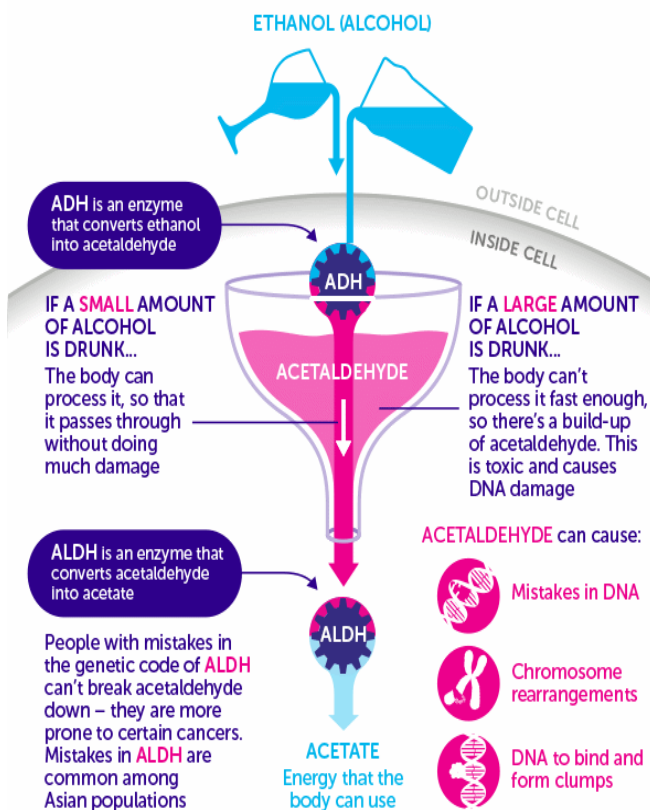 ETHANOL (ALCOHOL)
OUTSIDE CELL
INSIDE CELL
ADH is an enzyme
that converts ethanol
into acetaldehyde
ADH
IF A SMALL AMOUNT
OF ALCOHOL
IS DRUNK...
The body can
process it, so that
it passes through
without doing
much damage
ACETALDEHYDE
IF A LARGE AMOUNT
OF ALCOHOL
IS DRUNK...
The body can't
process it fast enough,
so there's a build-up
of acetaldehyde. This
is toxic and causes
DNA damage
ALDH is an enzyme that
converts acetaldehyde
into acetate
ALDH
People with mistakes in
the genetic code of ALDH
can't break acetaldehyde
down – they are more
prone to certain cancers.
Mistakes in ALDH are
common among
Asian populations
ACETATE
Energy that the
body can use
ACETALDEHYDE can cause:
Mistakes in DNA
Chromosome
rearrangements
DNA to bind and
form clumps